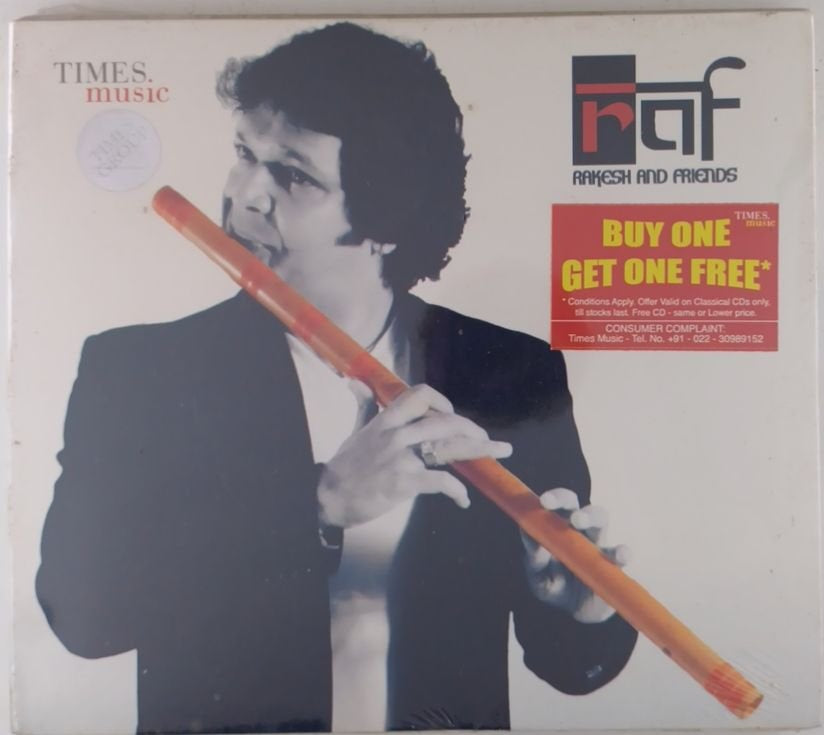 TIMES.
music
TIMES
GROUP
raf
RAKESH AND FRIENDS
TIMES.
music
BUY ONE
GET ONE FREE*
* Conditions Apply. Offer Valid on Classical CDs only,
till stocks last. Free CD - same or Lower price.
CONSUMER COMPLAINT:
Times Music - Tel. No. +91 - 022 - 30989152